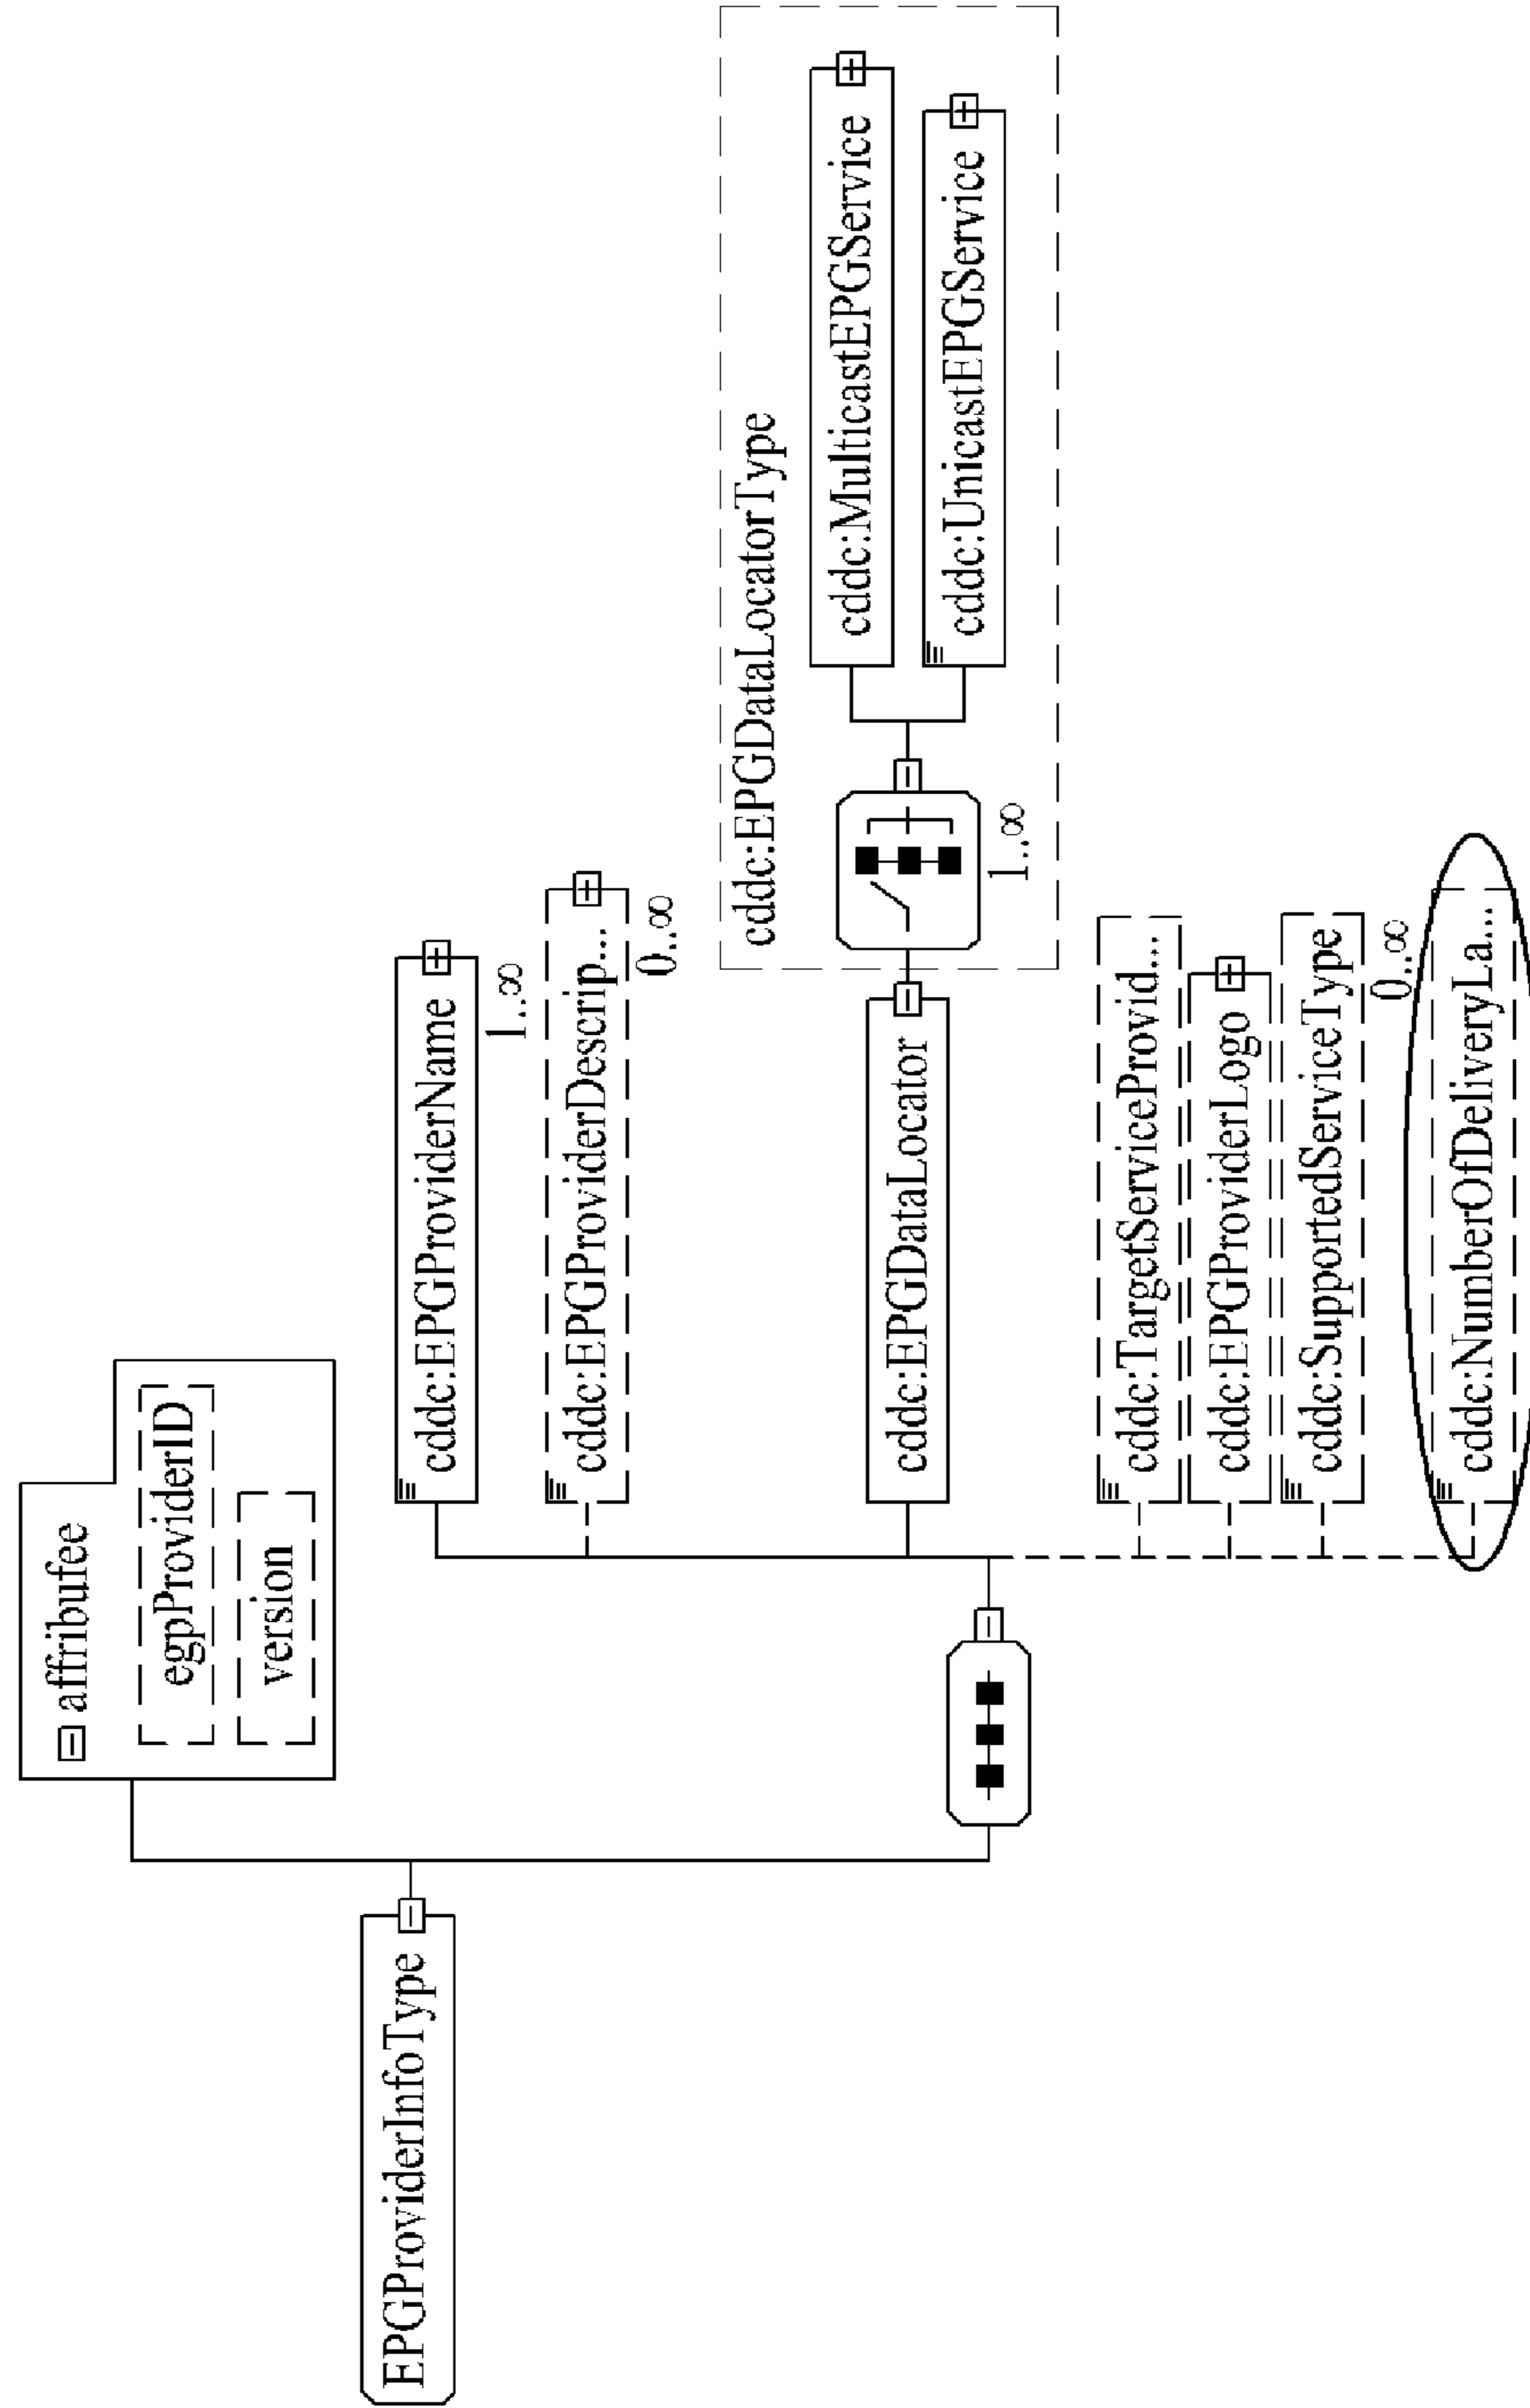 EPGProviderInfoType
affribufee
egpProviderID
version
cddc:EPGProviderName
1..∞
cddc:EPGProviderDescrip...
0..∞
cddc:EPGDataLocator
cddc:EPGDataLocatorType
1..∞
cddc:MulticastEPGService
cddc:UnicastEPGService
cddc:TargetServiceProvid...
cddc:EPGProviderLogo
cddc:SupportedServiceType
0..∞
cddc:NumberOfDeliveryLa...